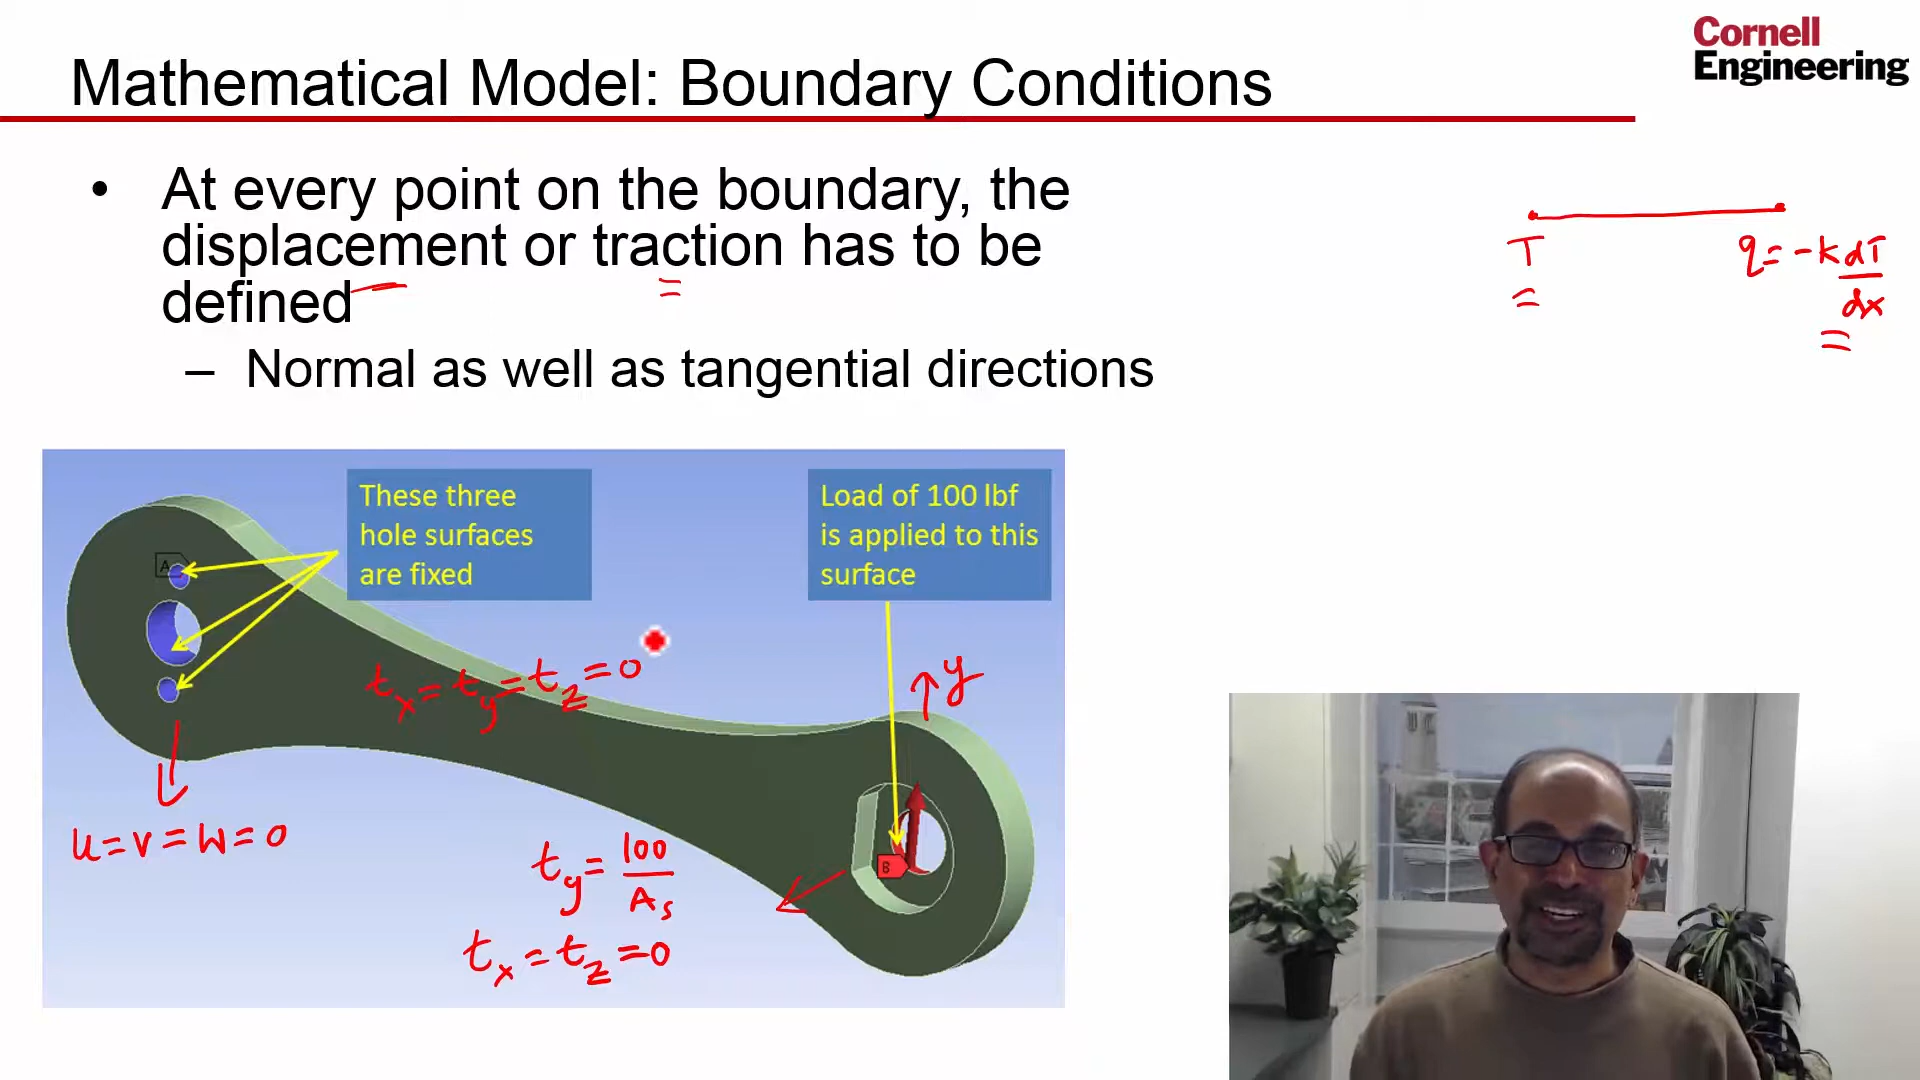 Cornell
Engineering
Mathematical Model: Boundary Conditions
• At every point on the boundary, the
displacement or traction has to be
defined
– Normal as well as tangential directions
T
q = -k dT/dx
These three
hole surfaces
are fixed
Load of 100 lbf
is applied to this
surface
A
tx = ty = tz = 0
y
B
u = v = w = 0
ty = 100/As
tx = tz = 0